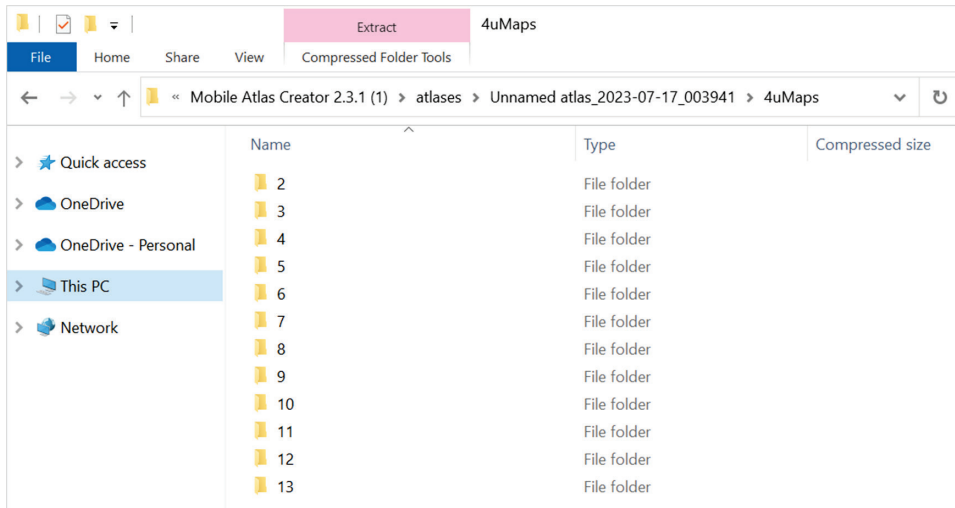 Extract 4uMaps
File Home Share View Compressed Folder Tools
« Mobile Atlas Creator 2.3.1 (1) > atlases > Unnamed atlas_2023-07-17_003941 > 4uMaps
Name Type Compressed size
Quick access
OneDrive
OneDrive - Personal
This PC
Network
2 File folder
3 File folder
4 File folder
5 File folder
6 File folder
7 File folder
8 File folder
9 File folder
10 File folder
11 File folder
12 File folder
13 File folder